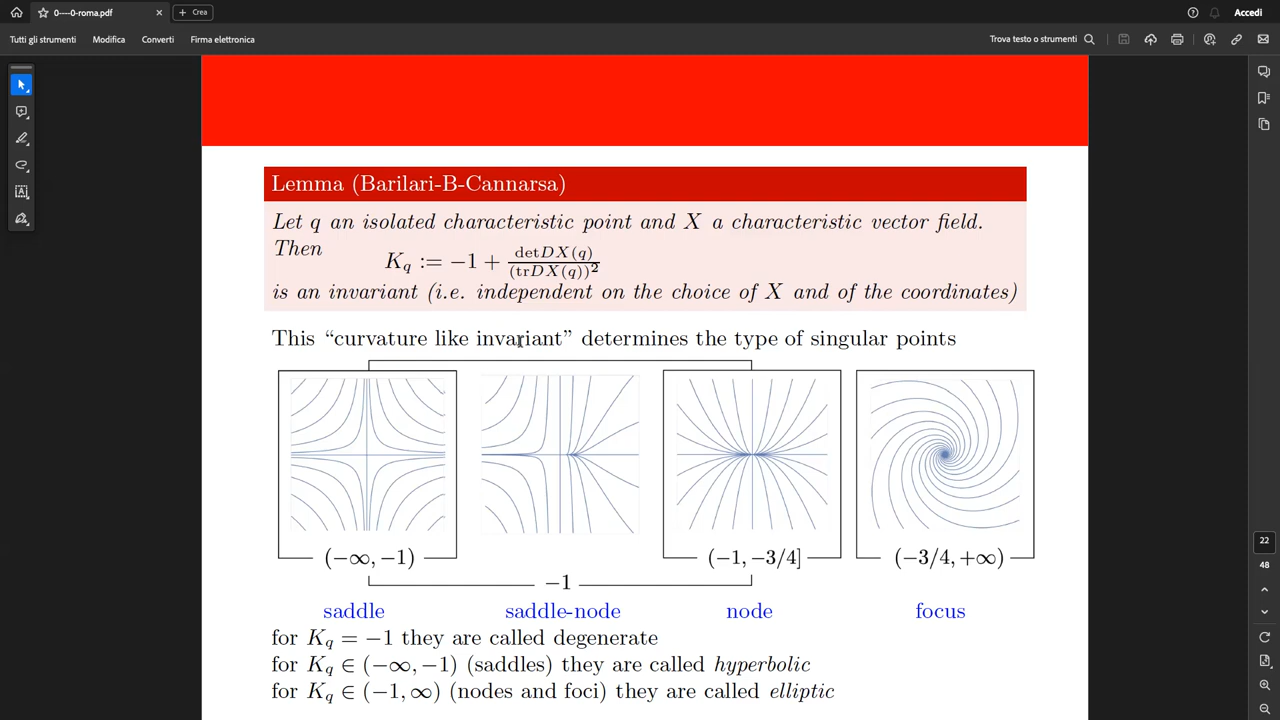 0----0-roma.pdf
Crea
Accedi
Tutti gli strumenti Modifica Converti Firma elettronica
Trova testo o strumenti
Lemma (Barilari-B-Cannarsa)
Let q an isolated characteristic point and X a characteristic vector field.
Then
K_q := −1 + detDX(q)/(trDX(q))²
is an invariant (i.e. independent on the choice of X and of the coordinates)
This “curvature like invariant” determines the type of singular points
(−∞, −1) (−1, −3/4] (−3/4, +∞)
−1
saddle saddle-node node focus
for K_q = −1 they are called degenerate
for K_q ∈ (−∞, −1) (saddles) they are called hyperbolic
for K_q ∈ (−1, ∞) (nodes and foci) they are called elliptic
22
48